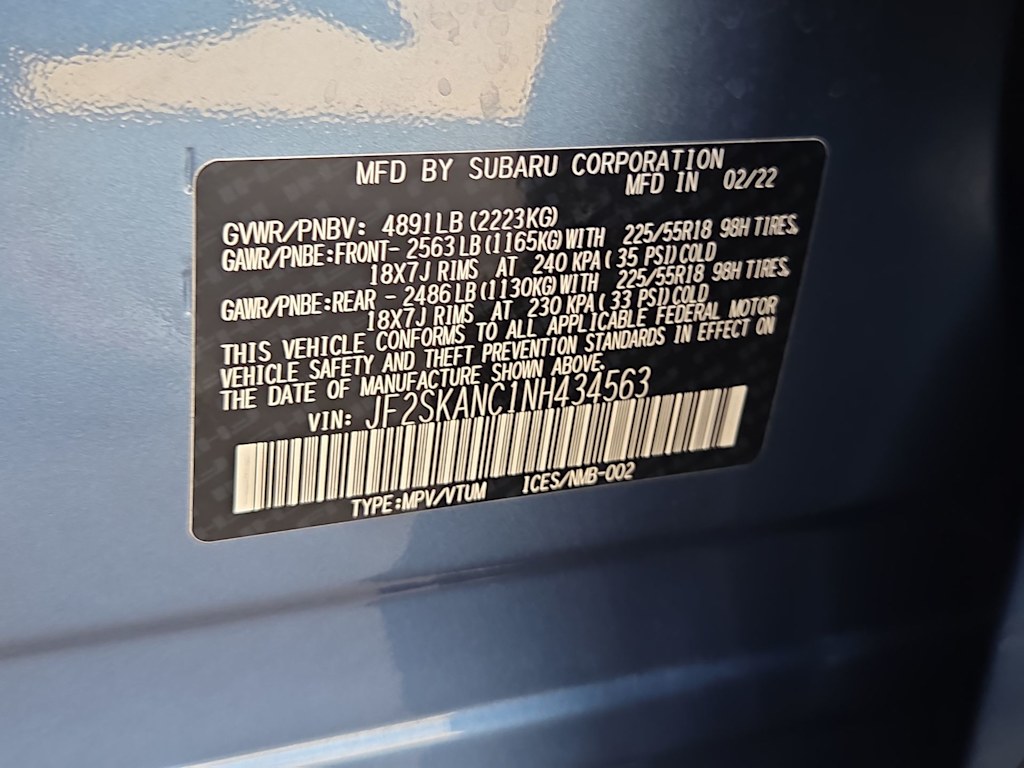 MFD BY SUBARU CORPORATION
MFD IN 02/22
GVWR/PNBV: 4891LB (2223KG)
GAWR/PNBE:FRONT- 2563LB (1165KG) WITH 225/55R18 98H TIRES,
18X7J RIMS AT 240 KPA ( 35 PSI) COLD
GAWR/PNBE:REAR - 2486LB (1130KG) WITH 225/55R18 98H TIRES,
18X7J RIMS AT 230 KPA ( 33 PSI) COLD
THIS VEHICLE CONFORMS TO ALL APPLICABLE FEDERAL MOTOR
VEHICLE SAFETY AND THEFT PREVENTION STANDARDS IN EFFECT ON
THE DATE OF MANUFACTURE SHOWN ABOVE.
VIN: JF2SKANC1NH434563
TYPE:MPV/VTUM ICES/NMB-002